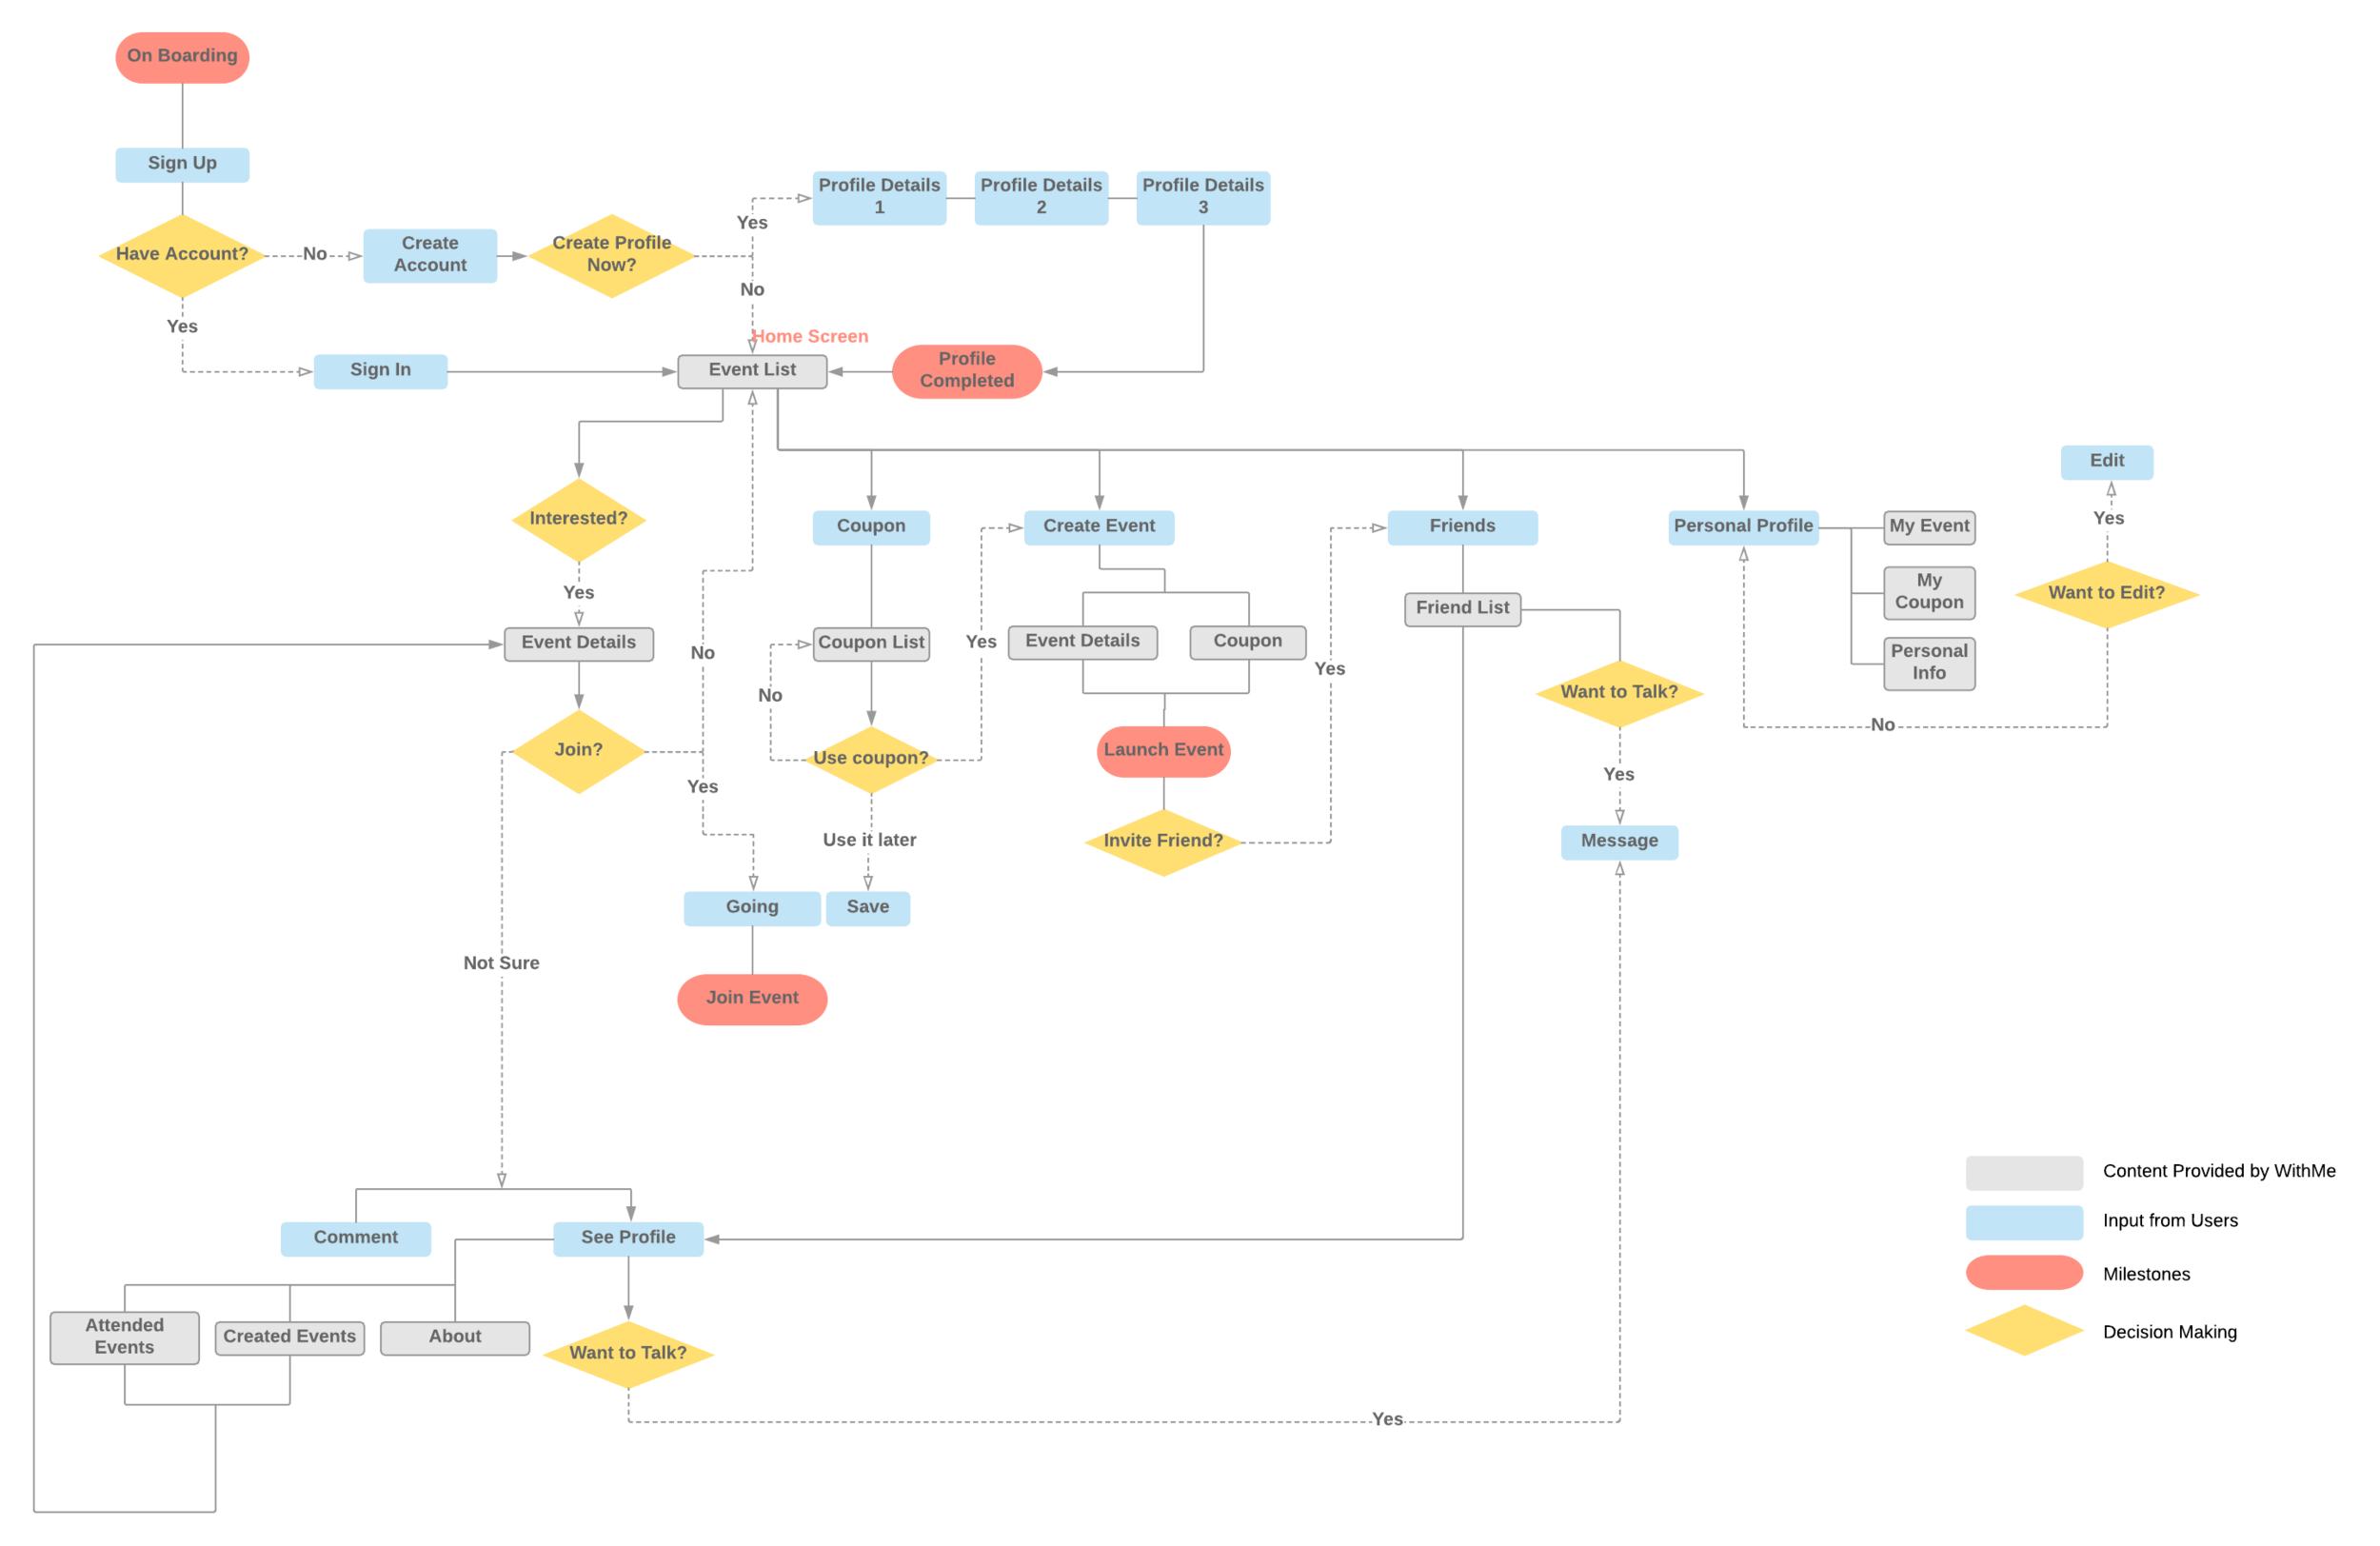 On Boarding
Sign Up
Profile Details
1
Profile Details
2
Profile Details
3
Yes
Have Account?
No
Create
Account
Create Profile
Now?
No
Yes
Home Screen
Sign In
Event List
Profile
Completed
Edit
Interested?
Coupon
Create Event
Friends
Personal Profile
My Event
Yes
My
Coupon
Want to Edit?
Yes
Friend List
Event Details
No
Coupon List
Yes
Event Details
Coupon
Personal
Info
Yes
No
Want to Talk?
No
Join?
Use coupon?
Launch Event
Yes
Yes
Use it later
Invite Friend?
Message
Going
Save
Not Sure
Join Event
Content Provided by WithMe
Input from Users
Comment
See Profile
Milestones
Attended
Events
Created Events
About
Want to Talk?
Decision Making
Yes